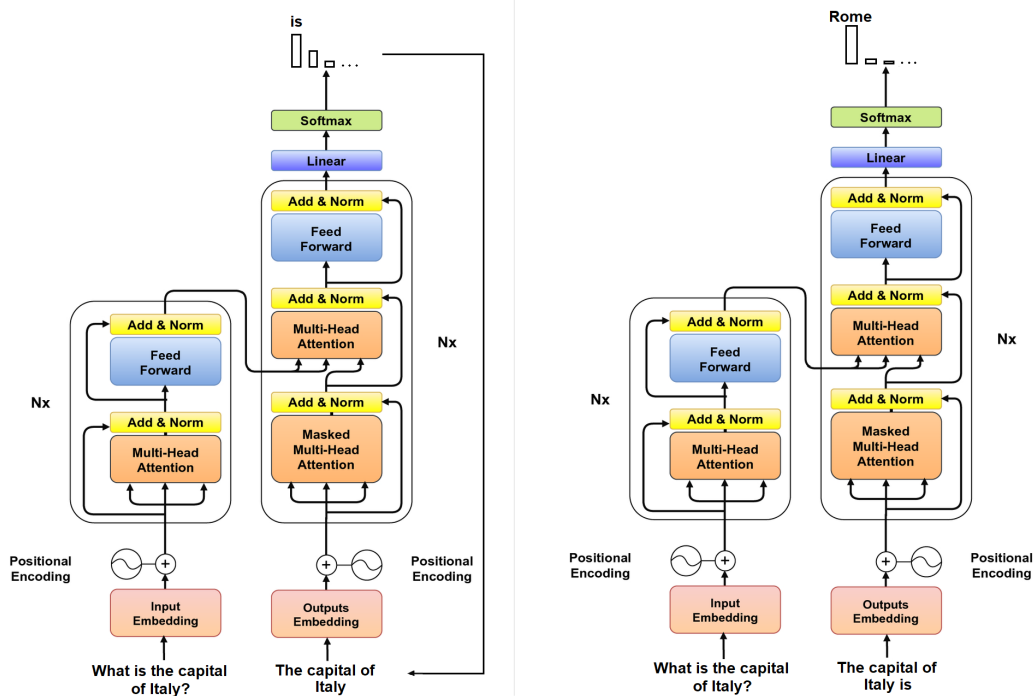 is
...
Softmax
Linear
Add & Norm
Feed
Forward
Add & Norm
Multi-Head
Attention
Nx
Add & Norm
Masked
Multi-Head
Attention
Add & Norm
Feed
Forward
Nx
Add & Norm
Multi-Head
Attention
Positional
Encoding
Positional
Encoding
Input
Embedding
Outputs
Embedding
What is the capital
of Italy?
The capital of
Italy
Rome
...
Softmax
Linear
Add & Norm
Feed
Forward
Add & Norm
Multi-Head
Attention
Nx
Add & Norm
Masked
Multi-Head
Attention
Add & Norm
Feed
Forward
Nx
Add & Norm
Multi-Head
Attention
Positional
Encoding
Positional
Encoding
Input
Embedding
Outputs
Embedding
What is the capital
of Italy?
The capital of
Italy is